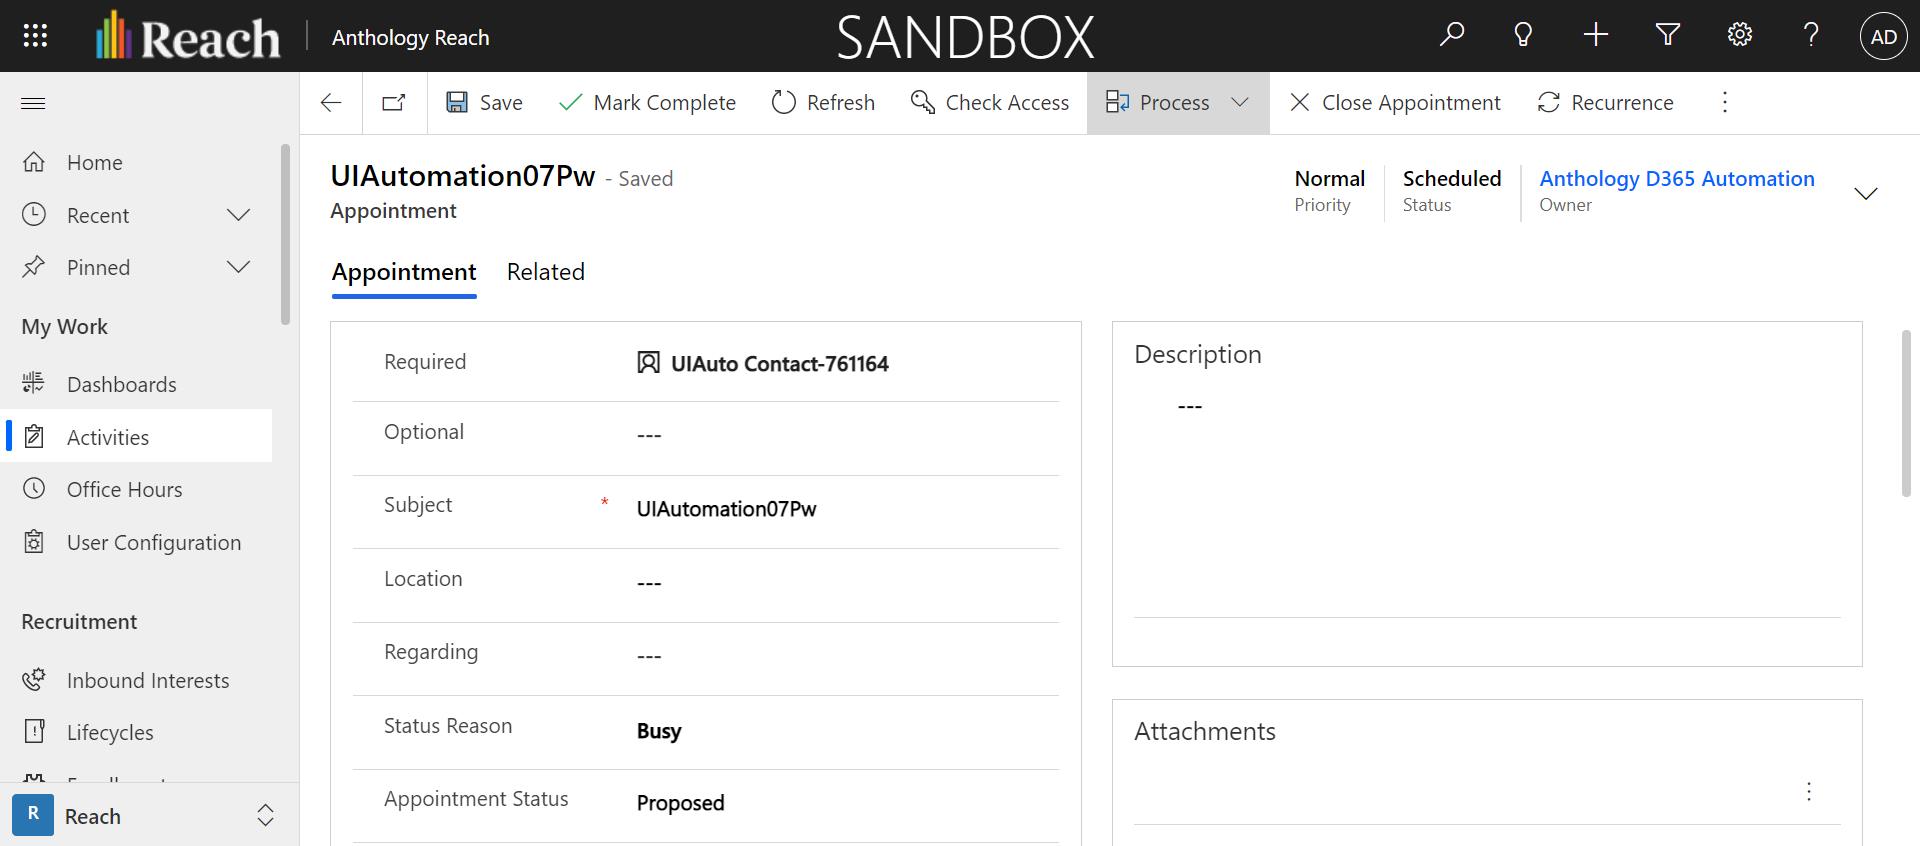 Reach
Anthology Reach
SANDBOX
AD
Save
Mark Complete
Refresh
Check Access
Process
Close Appointment
Recurrence
Home
Recent
Pinned
My Work
Dashboards
Activities
Office Hours
User Configuration
Recruitment
Inbound Interests
Lifecycles
R
Reach
UIAutomation07Pw - Saved
Appointment
Normal
Priority
Scheduled
Status
Anthology D365 Automation
Owner
Appointment
Related
Required
UIAuto Contact-761164
Optional
---
Subject *
UIAutomation07Pw
Location
---
Regarding
---
Status Reason
Busy
Appointment Status
Proposed
Description
---
Attachments